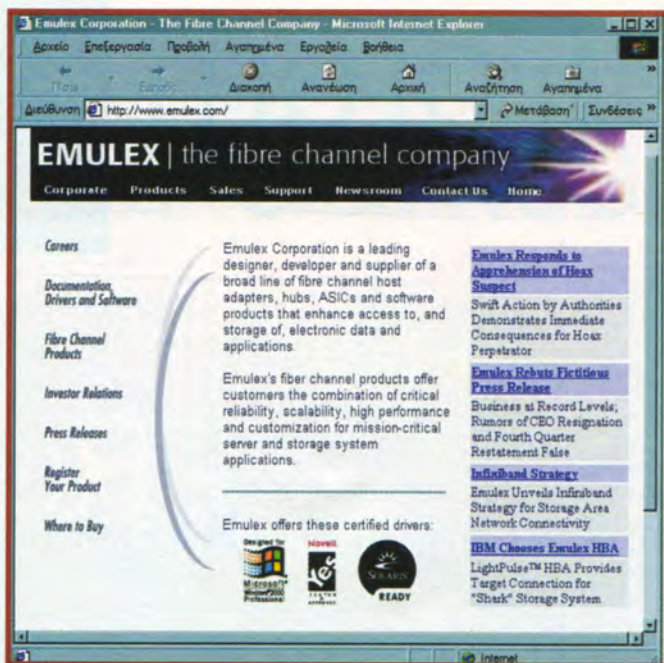 Emulex Corporation - The Fibre Channel Company - Microsoft Internet Explorer
Αρχείο Επεξεργασία Προβολή Αγαπημένα Εργαλεία Βοήθεια
Πίσω Εμπρός Διακοπή Ανανέωση Αρχική Αναζήτηση Αγαπημένα »
Διεύθυνση http://www.emulex.com/ Μετάβαση Συνδέσεις »
EMULEX | the fibre channel company
Corporate Products Sales Support Newsroom Contact Us Home
Careers
Documentation,
Drivers and Software
Fibre Channel
Products
Investor Relations
Press Releases
Register
Your Product
Where to Buy
Emulex Corporation is a leading
designer, developer and supplier of a
broad line of fibre channel host
adapters, hubs, ASICs and software
products that enhance access to, and
storage of, electronic data and
applications.
Emulex's fiber channel products offer
customers the combination of critical
reliability, scalability, high performance
and customization for mission-critical
server and storage system
applications.
Emulex offers these certified drivers:
Designed for
Microsoft
Windows 2000
Professional
Novell
Yes
TESTED &
APPROVED
SOLARIS
READY
Emulex Responds to
Apprehension of Hoax
Suspect
Swift Action by Authorities
Demonstrates Immediate
Consequences for Hoax
Perpetrator
Emulex Rebuts Fictitious
Press Release
Business at Record Levels;
Rumors of CEO Resignation
and Fourth Quarter
Restatement False
Infiniband Strategy
Emulex Unveils Infiniband
Strategy for Storage Area
Network Connectivity
IBM Chooses Emulex HBA
LightPulse™ HBA Provides
Target Connection for
"Shark" Storage System
Internet